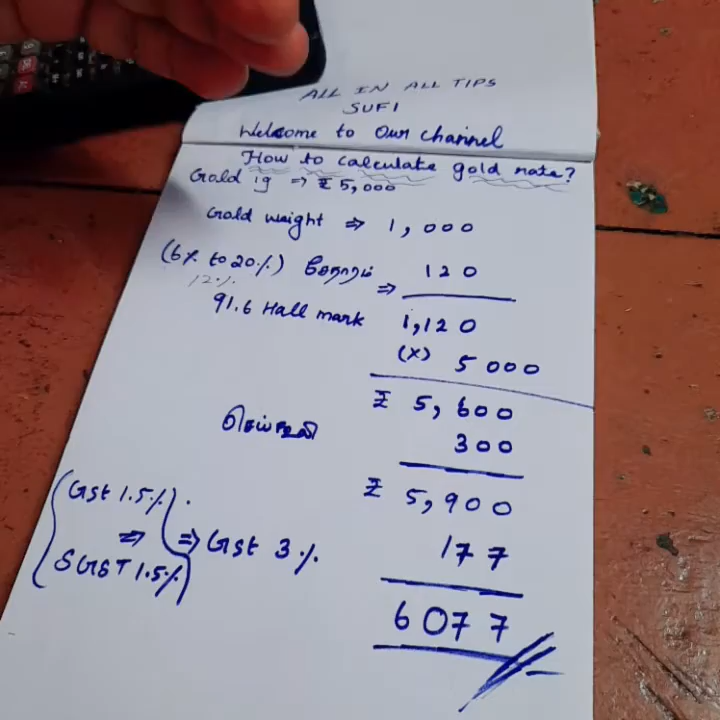 ALL IN ALL TIPS
SUFI
Welcome to Our channel
How to calculate gold rate?
Gold 1g ⇒ ₹ 5,000
Gold weight ⇒ 1,000
(6% to 20%) சேதாரம் ⇒ 120
12%
91.6 Hall mark 1,120
(x) 5000
₹ 5,600
செய்கூலி 300
₹ 5,900
(Gst 1.5%) .
⇒ ⇒ Gst 3% 177
SGST 1.5%
6077